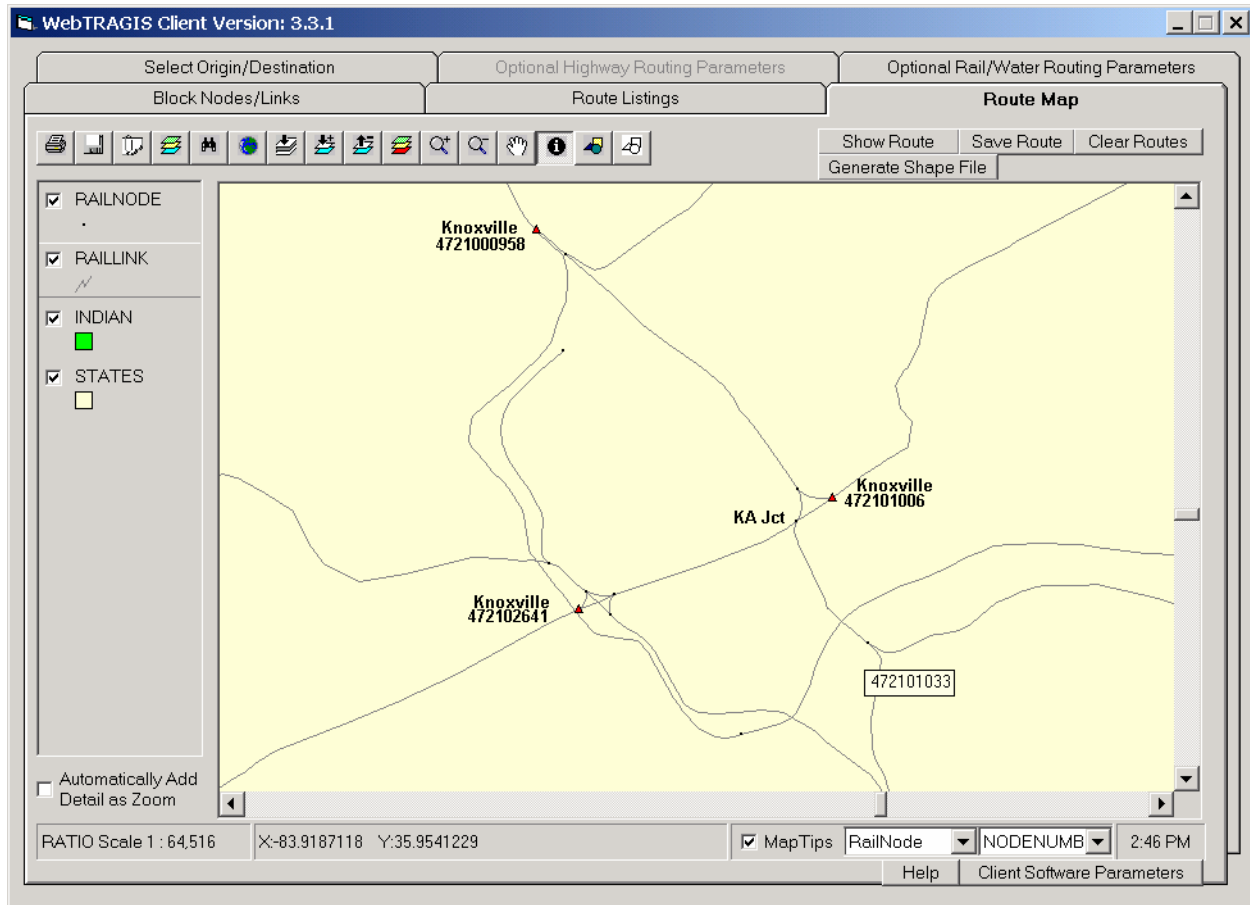 WebTRAGIS Client Version: 3.3.1
Select Origin/Destination
Optional Highway Routing Parameters
Optional Rail/Water Routing Parameters
Block Nodes/Links
Route Listings
Route Map
Show Route
Save Route
Clear Routes
Generate Shape File
RAILNODE
RAILLINK
INDIAN
STATES
Knoxville
4721000958
Knoxville
472101006
KA Jct
Knoxville
472102641
472101033
Automatically Add
Detail as Zoom
RATIO Scale 1 : 64,516
X:-83.9187118 Y:35.9541229
MapTips
RailNode
NODENUMB
2:46 PM
Help
Client Software Parameters